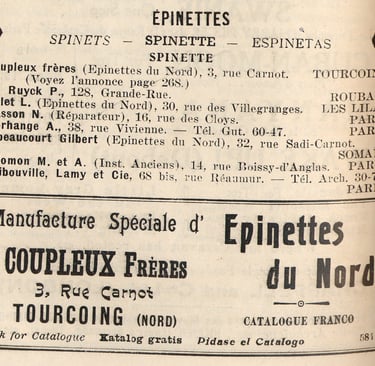 ÉPINETTES
SPINETS — SPINETTE — ESPINETAS
SPINETTE
upleux frères (Epinettes du Nord), 3, rue Carnot. TOURCOIN
(Voyez l'annonce page 268.)
Ruyck P., 128, Grande-Rue. ROUBA
let L. (Epinettes du Nord), 30, rue des Villegranges. LES LILA
sson N. (Réparateur), 16, rue des Cloys. PAR
rhange A., 38, rue Vivienne. — Tél. Gut. 60-47. PAR
beaucourt Gilbert (Epinettes du Nord), 32, rue Sadi-Carnot.
SOMA
omon M. et A. (Inst. Anciens), 14, rue Boissy-d'Anglas. PAR
ibouville, Lamy et Cie, 68 bis, rue Réaumur. — Tél. Arch. 30-
PAR
Manufacture Spéciale d'
COUPLEUX FRÈRES
3, Rue Carnot
TOURCOING (NORD)
Epinettes
du Nord
CATALOGUE FRANCO
k for Catalogue Katalog gratis Pidase el Catalogo 581